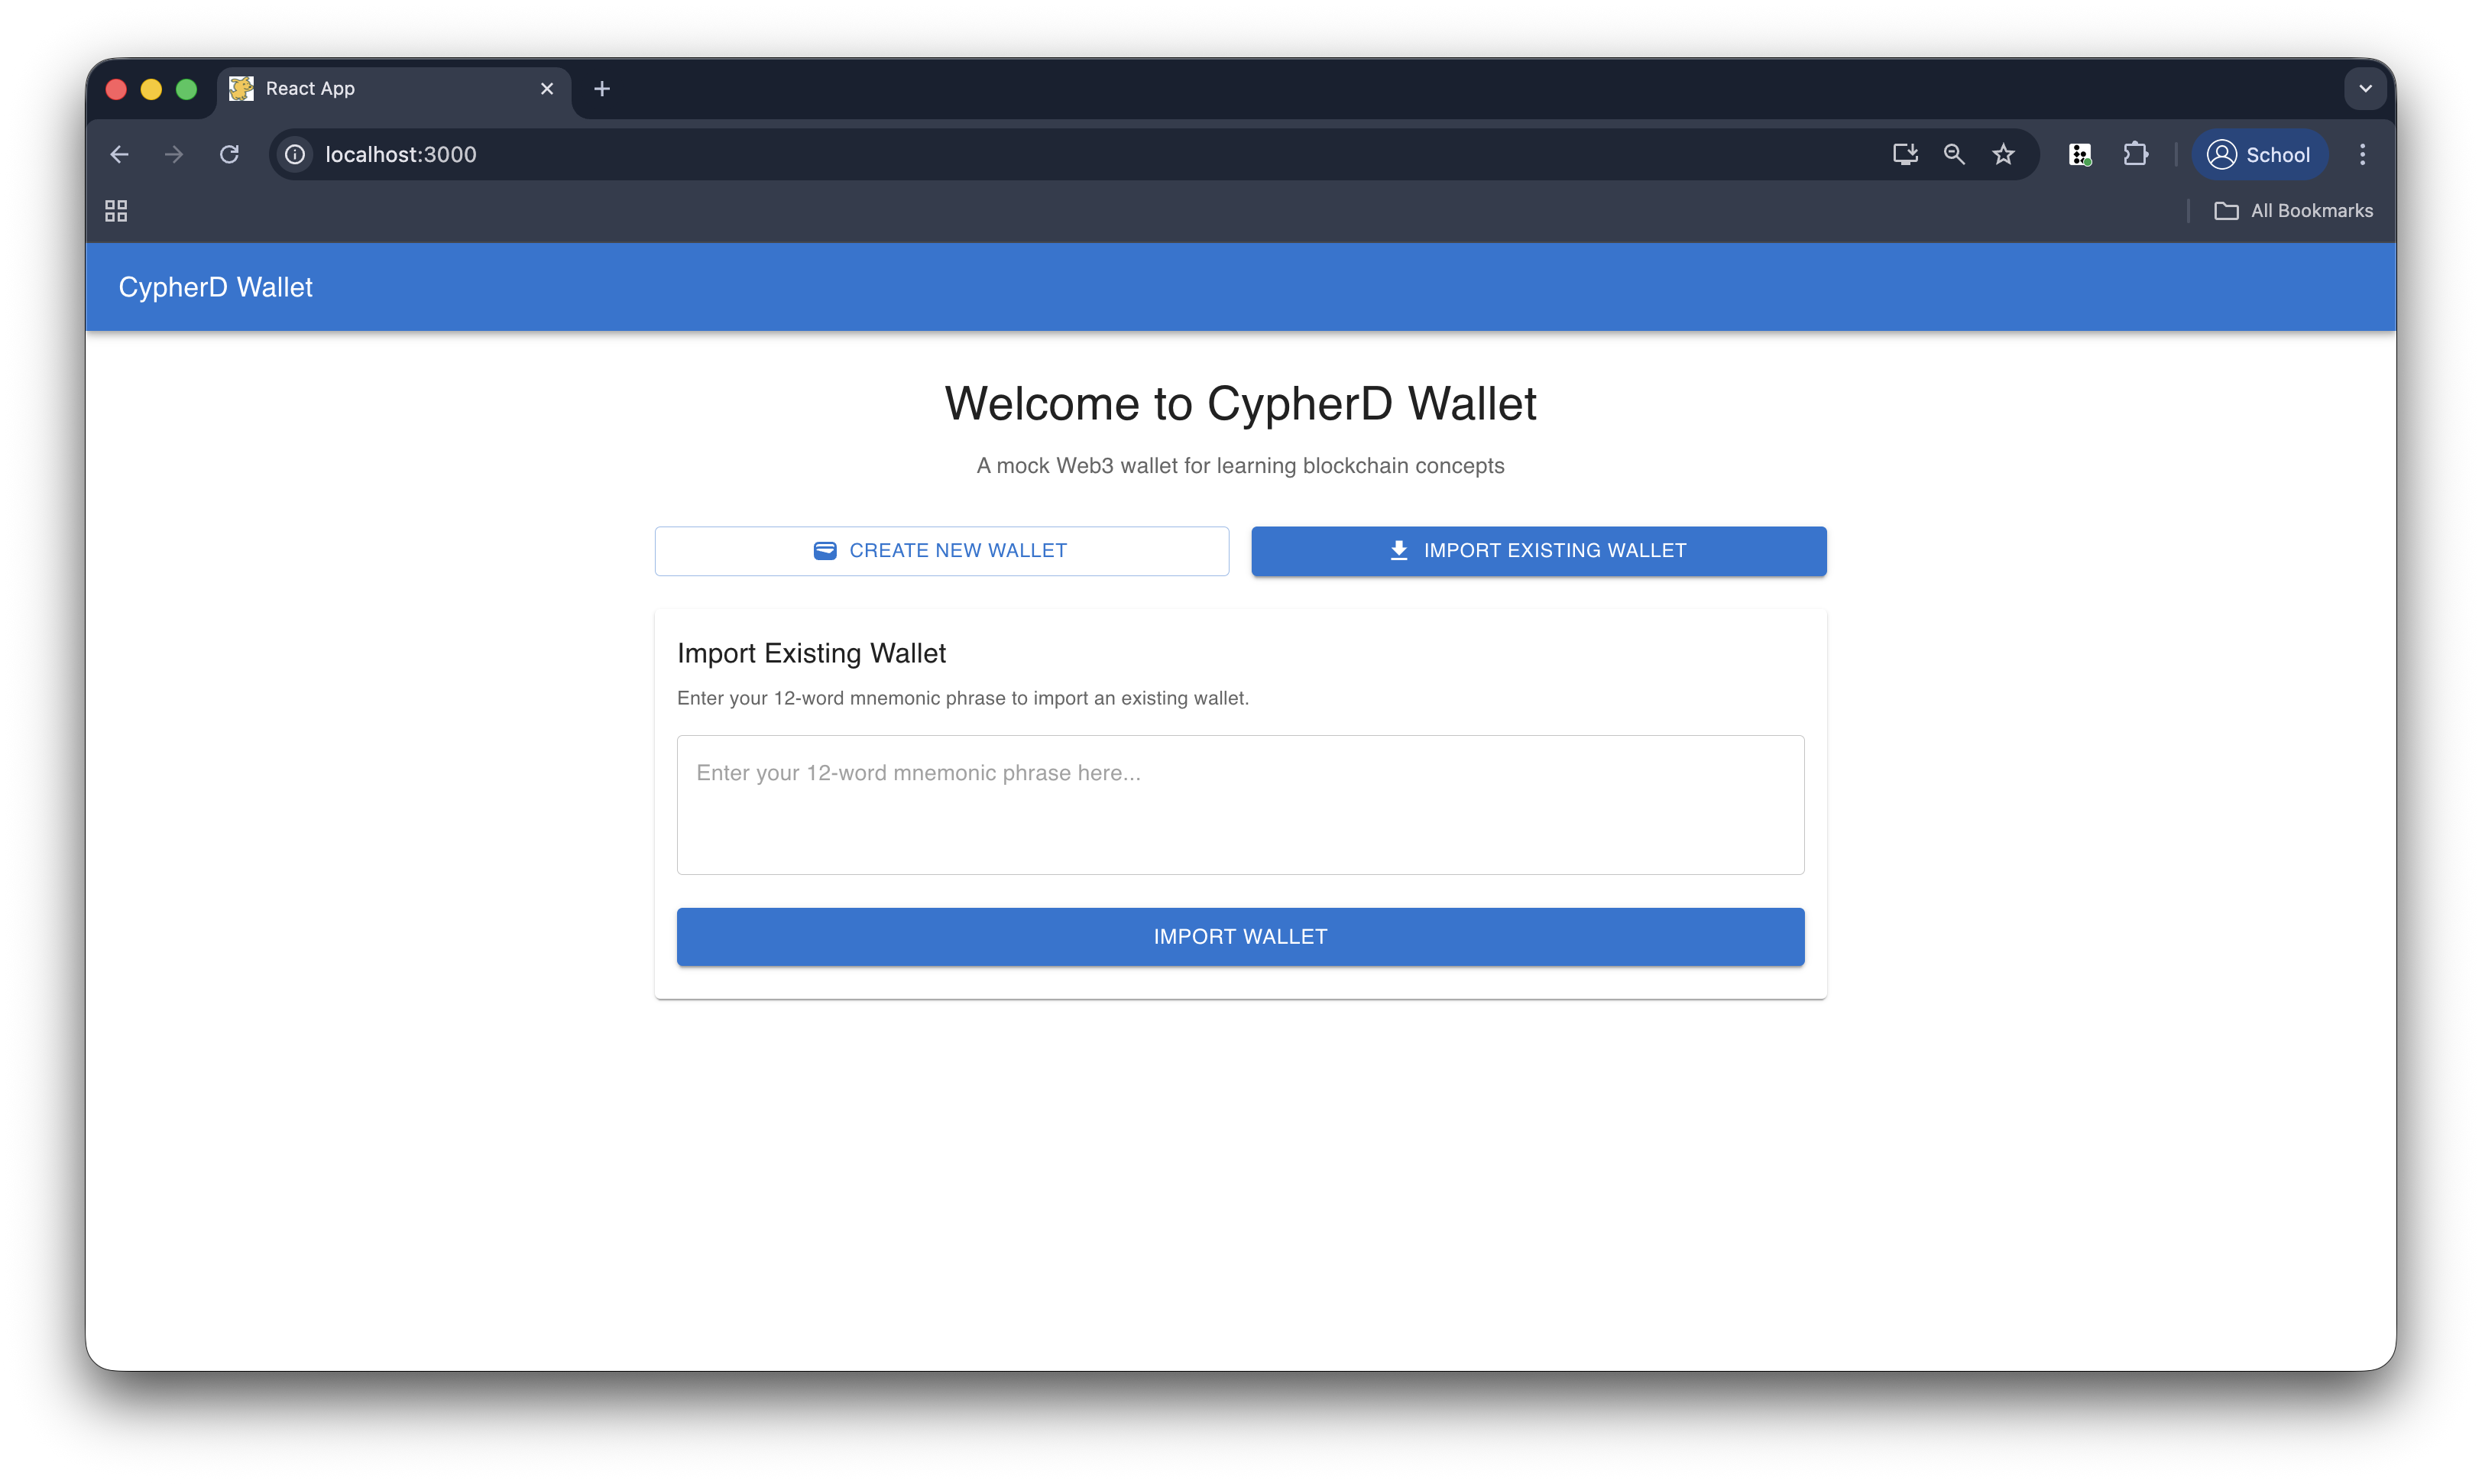 React App
localhost:3000
School
All Bookmarks
CypherD Wallet
Welcome to CypherD Wallet
A mock Web3 wallet for learning blockchain concepts
CREATE NEW WALLET
IMPORT EXISTING WALLET
Import Existing Wallet
Enter your 12-word mnemonic phrase to import an existing wallet.
Enter your 12-word mnemonic phrase here...
IMPORT WALLET